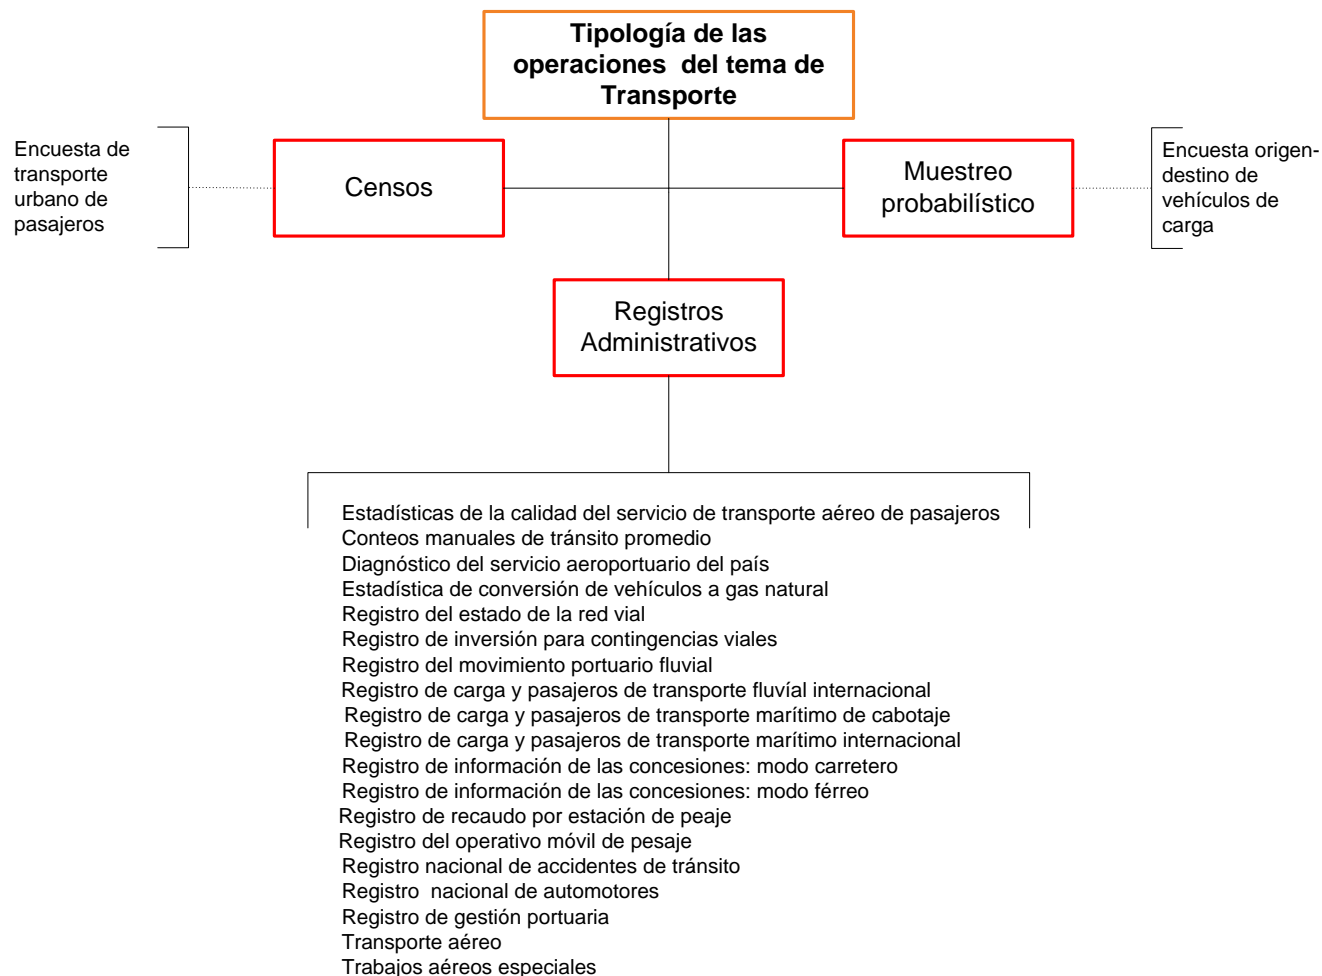 Tipología de las
operaciones del tema de
Transporte
Encuesta de
transporte
urbano de
pasajeros
Censos
Muestreo
probabilístico
Encuesta origen-
destino de
vehículos de
carga
Registros
Administrativos
Estadísticas de la calidad del servicio de transporte aéreo de pasajeros
Conteos manuales de tránsito promedio
Diagnóstico del servicio aeroportuario del país
Estadística de conversión de vehículos a gas natural
Registro del estado de la red vial
Registro de inversión para contingencias viales
Registro del movimiento portuario fluvial
Registro de carga y pasajeros de transporte fluvíal internacional
Registro de carga y pasajeros de transporte marítimo de cabotaje
Registro de carga y pasajeros de transporte marítimo internacional
Registro de información de las concesiones: modo carretero
Registro de información de las concesiones: modo férreo
Registro de recaudo por estación de peaje
Registro del operativo móvil de pesaje
Registro nacional de accidentes de tránsito
Registro nacional de automotores
Registro de gestión portuaria
Transporte aéreo
Trabajos aéreos especiales